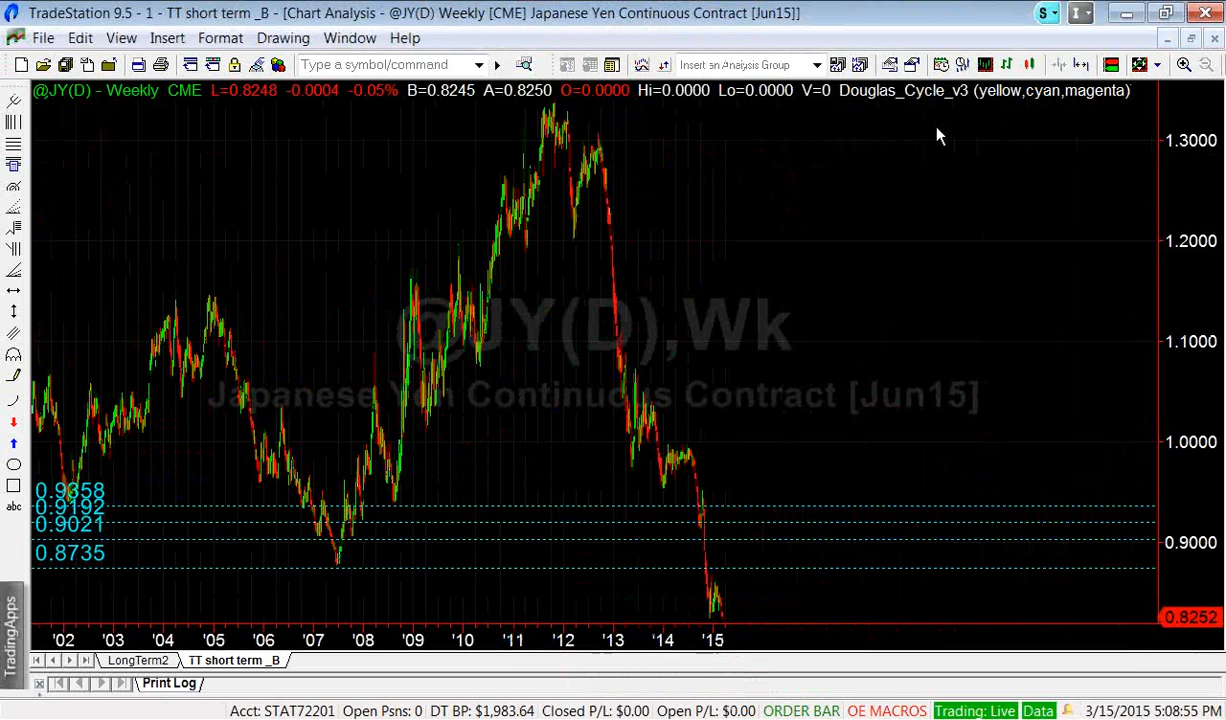 TradeStation 9.5 - 1 - TT short term _B - [Chart Analysis - @JY(D) Weekly [CME] Japanese Yen Continuous Contract [Jun15]]
S
I
File Edit View Insert Format Drawing Window Help
Type a symbol/command
Insert an Analysis Group
@JY(D) - Weekly CME L=0.8248 -0.0004 -0.05% B=0.8245 A=0.8250 O=0.0000 Hi=0.0000 Lo=0.0000 V=0 Douglas_Cycle_v3 (yellow,cyan,magenta)
1.3000
1.2000
@JY(D),Wk
1.1000
Japanese Yen Continuous Contract [Jun15]
1.0000
0.9358
0.9192
0.9021
0.9000
0.8735
0.8252
abc
TradingApps
'02 '03 '04 '05 '06 '07 '08 '09 '10 '11 '12 '13 '14 '15
LongTerm2 TT short term _B
Print Log
Acct: STAT72201 Open Psns: 0 DT BP: $1,983.64 Closed P/L: $0.00 Open P/L: $0.00 ORDER BAR OE MACROS Trading: Live Data 3/15/2015 5:08:55 PM